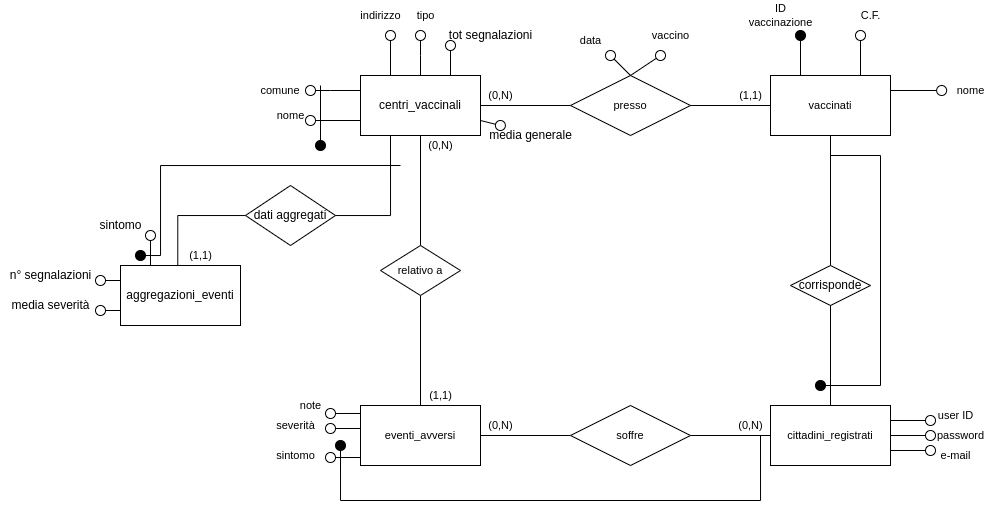 indirizzo
tipo
tot segnalazioni
ID
vaccinazione
C.F.
data
vaccino
comune
nome
centri_vaccinali
(0,N)
presso
(1,1)
vaccinati
nome
media generale
(0,N)
dati aggregati
sintomo
(1,1)
n° segnalazioni
media severità
aggregazioni_eventi
relativo a
corrisponde
(1,1)
note
severità
sintomo
eventi_avversi
(0,N)
soffre
(0,N)
cittadini_registrati
user ID
password
e-mail